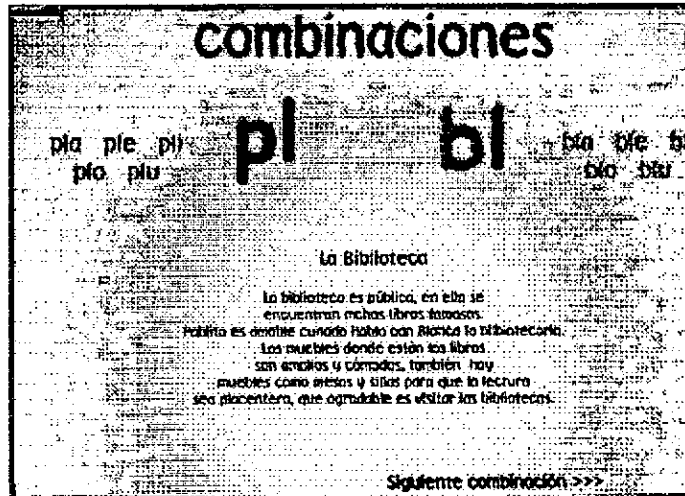 combinaciones
pl bl
pla ple pli
plo plu
bla ble
blo blu
La Biblioteca
La biblioteca es pública, en ella se
encuentran libros famosos.
es amable cuando habla con Blanca la bibliotecaria.
Los muebles donde están los libros
son amplios y cómodos, también hay
muebles como mesas y sillas para que la lectura
sea placentera, que agradable es visitar las bibliotecas.
Siguiente combinación >>>